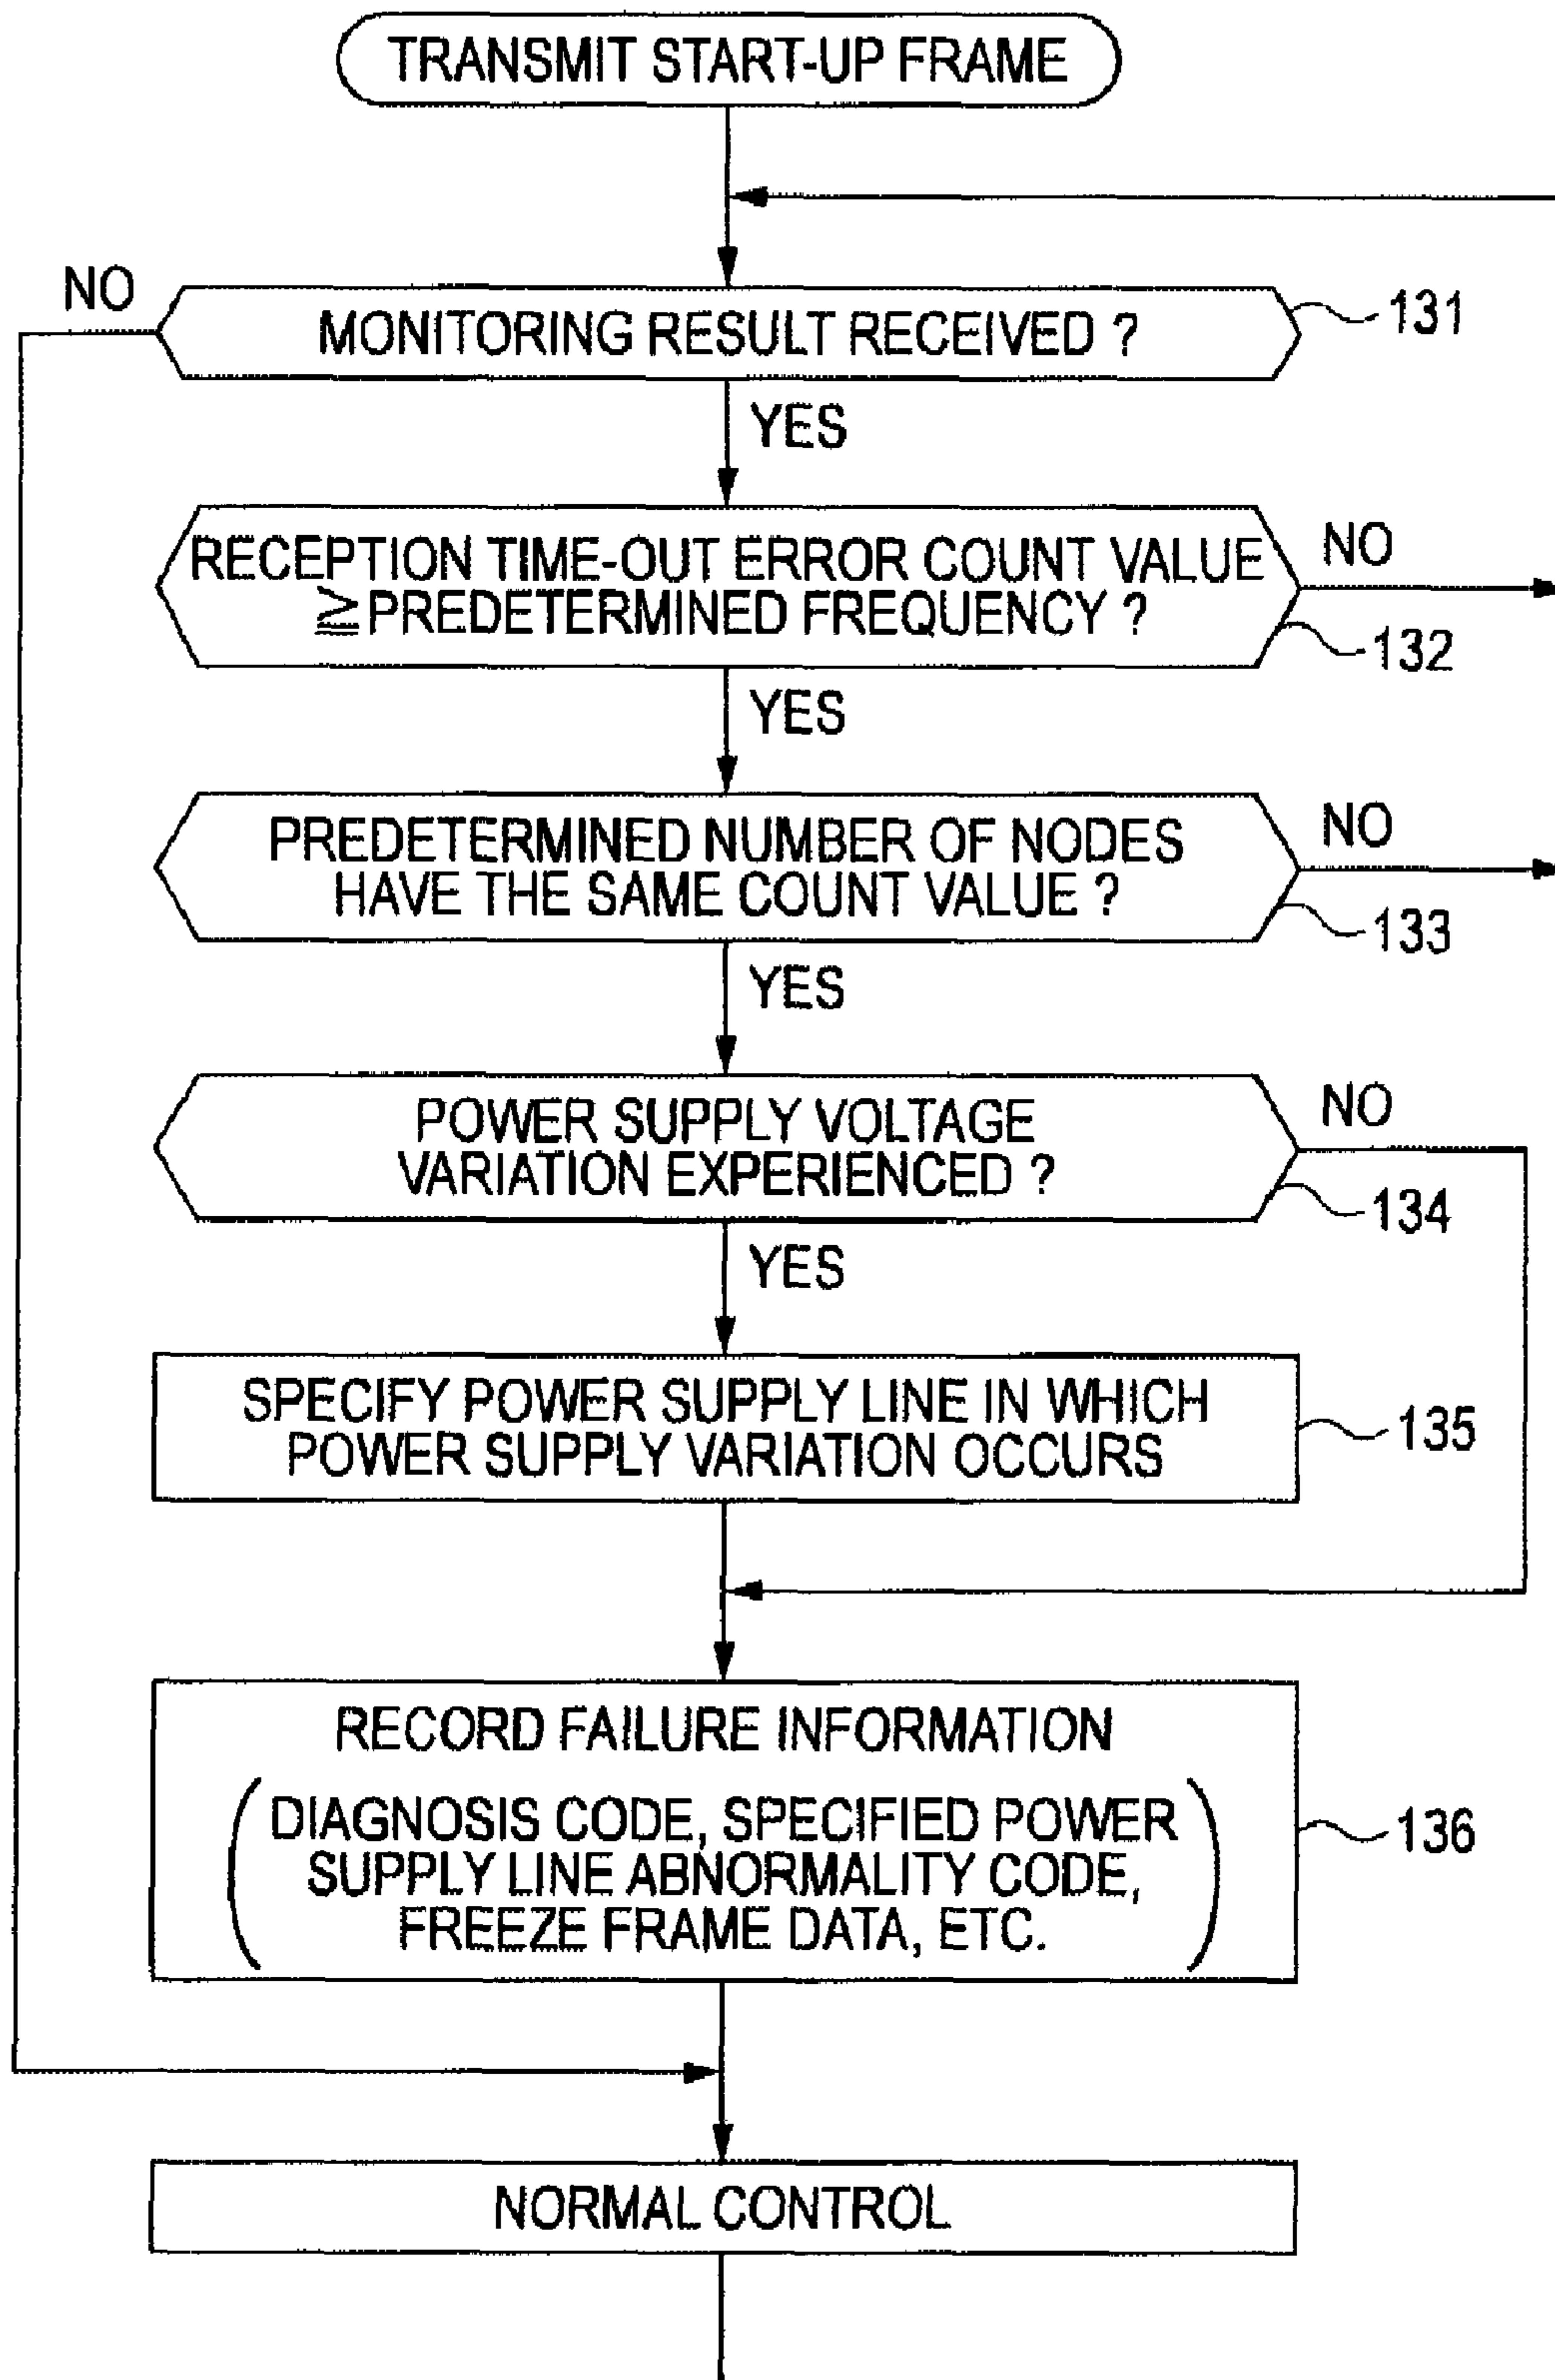 TRANSMIT START-UP FRAME
NO
MONITORING RESULT RECEIVED ?
131
YES
RECEPTION TIME-OUT ERROR COUNT VALUE
≧PREDETERMINED FREQUENCY ?
NO
132
YES
PREDETERMINED NUMBER OF NODES
HAVE THE SAME COUNT VALUE ?
NO
133
YES
POWER SUPPLY VOLTAGE
VARIATION EXPERIENCED ?
NO
134
YES
SPECIFY POWER SUPPLY LINE IN WHICH
POWER SUPPLY VARIATION OCCURS
135
RECORD FAILURE INFORMATION
(DIAGNOSIS CODE, SPECIFIED POWER
SUPPLY LINE ABNORMALITY CODE,
FREEZE FRAME DATA, ETC.)
136
NORMAL CONTROL